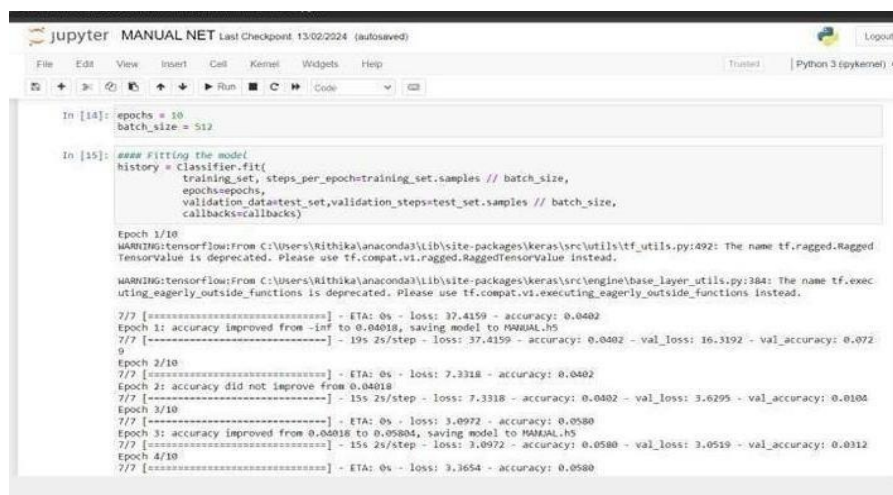 jupyter MANUAL NET Last Checkpoint: 13/02/2024 (autosaved)
Logout
File Edit View Insert Cell Kernel Widgets Help
Trusted
Python 3 (ipykernel)
Run
Code
In [14]: epochs = 10
batch_size = 512
In [15]: #### Fitting the model
history = Classifier.fit(
training_set, steps_per_epoch=training_set.samples // batch_size,
epochs=epochs,
validation_data=test_set,validation_steps=test_set.samples // batch_size,
callbacks=callbacks)
Epoch 1/10
WARNING:tensorflow:From C:\Users\Rithika\anaconda3\Lib\site-packages\keras\src\utils\tf_utils.py:492: The name tf.ragged.Ragged
TensorValue is deprecated. Please use tf.compat.v1.ragged.RaggedTensorValue instead.
WARNING:tensorflow:From C:\Users\Rithika\anaconda3\Lib\site-packages\keras\src\engine\base_layer_utils.py:384: The name tf.exec
uting_eagerly_outside_functions is deprecated. Please use tf.compat.v1.executing_eagerly_outside_functions instead.
7/7 [==============================] - ETA: 0s - loss: 37.4159 - accuracy: 0.0402
Epoch 1: accuracy improved from -inf to 0.04018, saving model to MANUAL.h5
7/7 [==============================] - 19s 2s/step - loss: 37.4159 - accuracy: 0.0402 - val_loss: 16.3192 - val_accuracy: 0.072
9
Epoch 2/10
7/7 [==============================] - ETA: 0s - loss: 7.3318 - accuracy: 0.0402
Epoch 2: accuracy did not improve from 0.04018
7/7 [==============================] - 15s 2s/step - loss: 7.3318 - accuracy: 0.0402 - val_loss: 3.6295 - val_accuracy: 0.0104
Epoch 3/10
7/7 [==============================] - ETA: 0s - loss: 3.0972 - accuracy: 0.0580
Epoch 3: accuracy improved from 0.04018 to 0.05804, saving model to MANUAL.h5
7/7 [==============================] - 15s 2s/step - loss: 3.0972 - accuracy: 0.0580 - val_loss: 3.0519 - val_accuracy: 0.0312
Epoch 4/10
7/7 [==============================] - ETA: 0s - loss: 3.3654 - accuracy: 0.0580